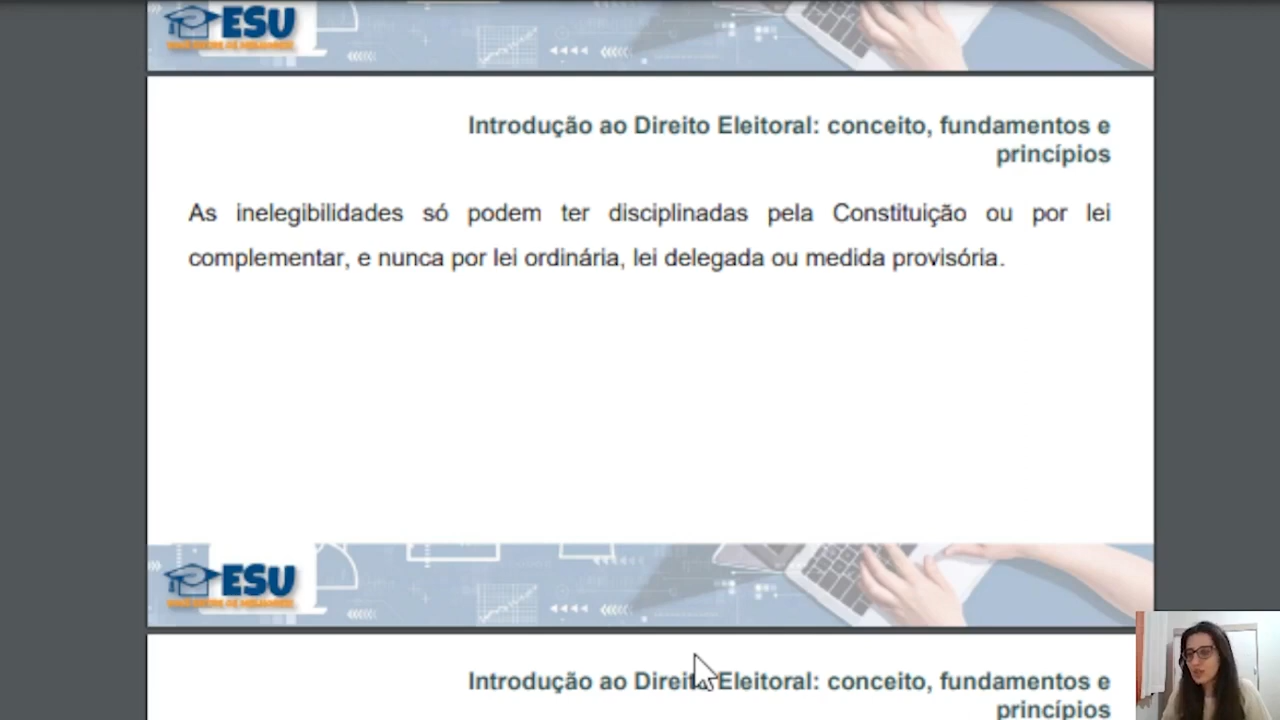 ESU
Introdução ao Direito Eleitoral: conceito, fundamentos e
princípios
As inelegibilidades só podem ter disciplinadas pela Constituição ou por lei
complementar, e nunca por lei ordinária, lei delegada ou medida provisória.
ESU
Introdução ao Direito Eleitoral: conceito, fundamentos e
princípios